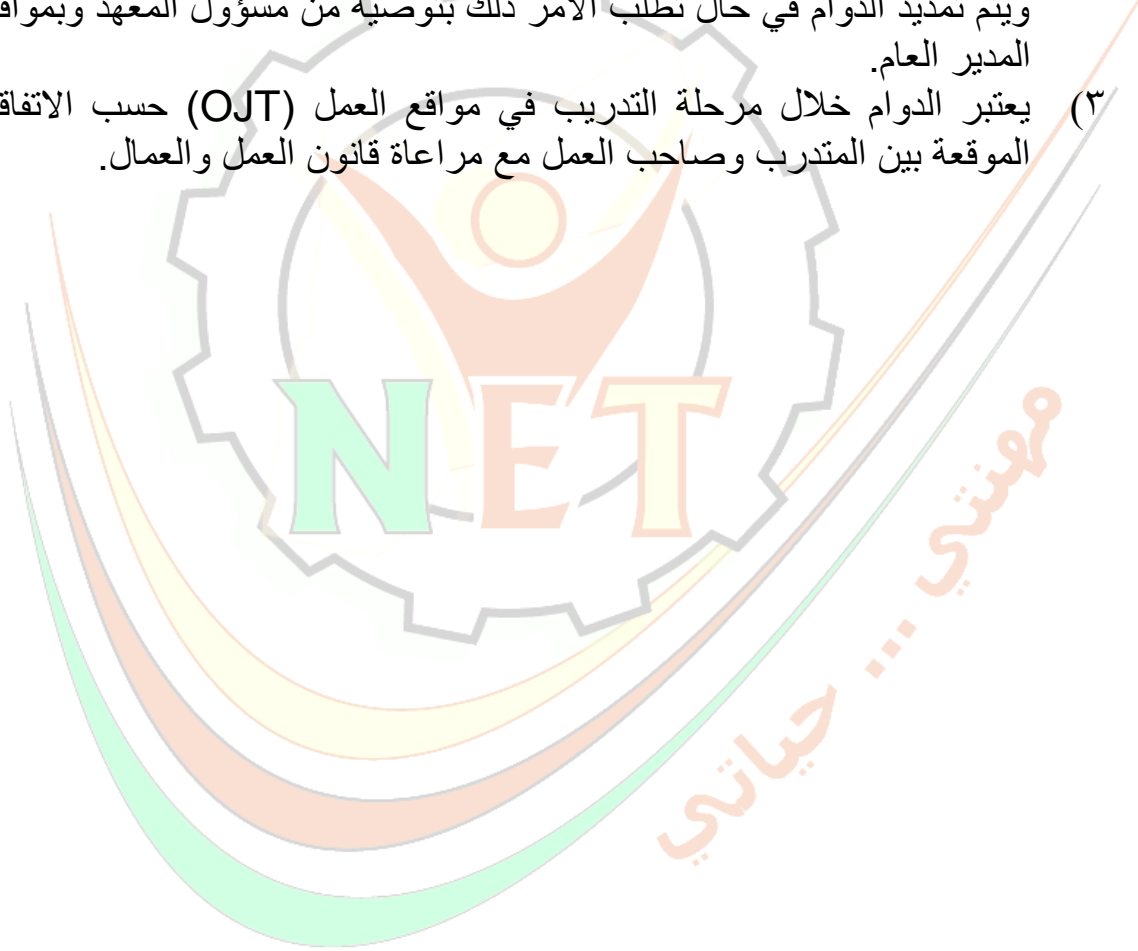 ويتم تمديد الدوام في حال تطلب الأمر ذلك بتوصية من مسؤول المعهد
المدير العام.
٣) يعتبر الدوام خلال مرحلة التدريب في مواقع العمل (OJT) حسب
الموقعة بين المتدرب وصاحب العمل مع مراعاة قانون العمل والعمال.
NET
مهنتي ... حياتي